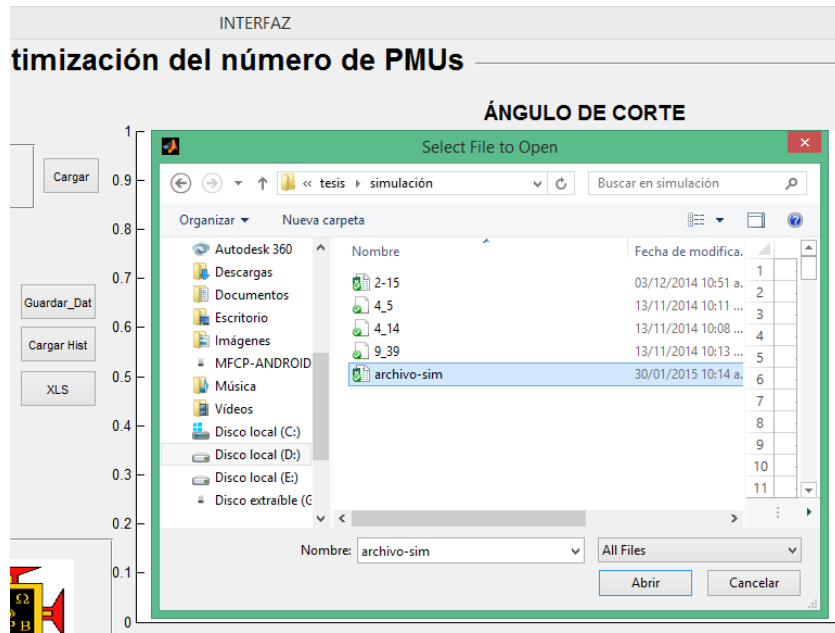 INTERFAZ
timización del número de PMUs
ÁNGULO DE CORTE
1
0.9
0.8
0.7
0.6
0.5
0.4
0.3
0.2
0.1
0
Cargar
Guardar_Dat
Cargar Hist
XLS
Select File to Open
« tesis simulación
Buscar en simulación
Organizar Nueva carpeta
Autodesk 360
Descargas
Documentos
Escritorio
Imágenes
MFCP-ANDROID
Música
Vídeos
Disco local (C:)
Disco local (D:)
Disco local (E:)
Disco extraíble (G
Nombre Fecha de modifica.
2-15 03/12/2014 10:51 a.
4_5 13/11/2014 10:11 ...
4_14 13/11/2014 10:08 ...
9_39 13/11/2014 10:13 ...
archivo-sim 30/01/2015 10:14 a.
1
2
3
4
5
6
7
8
9
10
11
Nombre: archivo-sim All Files
Abrir Cancelar
Ω
P B